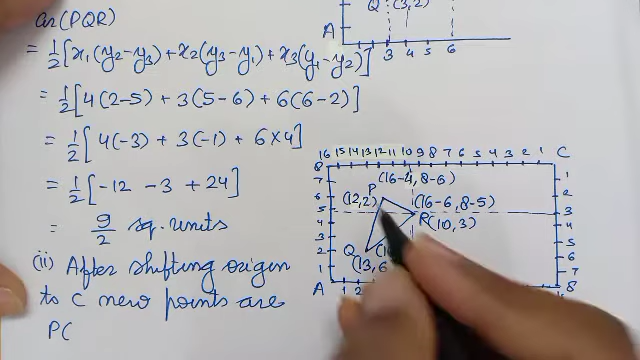 ar(PQR)
= 1/2[x₁(y₂-y₃)+x₂(y₃-y₁)+x₃(y₁-y₂)]
= 1/2[4(2-5)+3(5-6)+6(6-2)]
= 1/2[4(-3)+3(-1)+6×4]
= 1/2[-12-3+24]
= 9/2 sq. units
(ii) After shifting origin
to C new points are
P(
Q (3,2)
A 3 4 5 6
16 15 14 13 12 11 10 9 8 7 6 5 4 3 2 1 C
8 7 6 5 4 3 2 1
(16-4, 8-6)
P
(12,2)
(16-6, 8-5)
R(10,3)
Q
(13,6
1 2 3 4 5 6 7 8
A 1 2